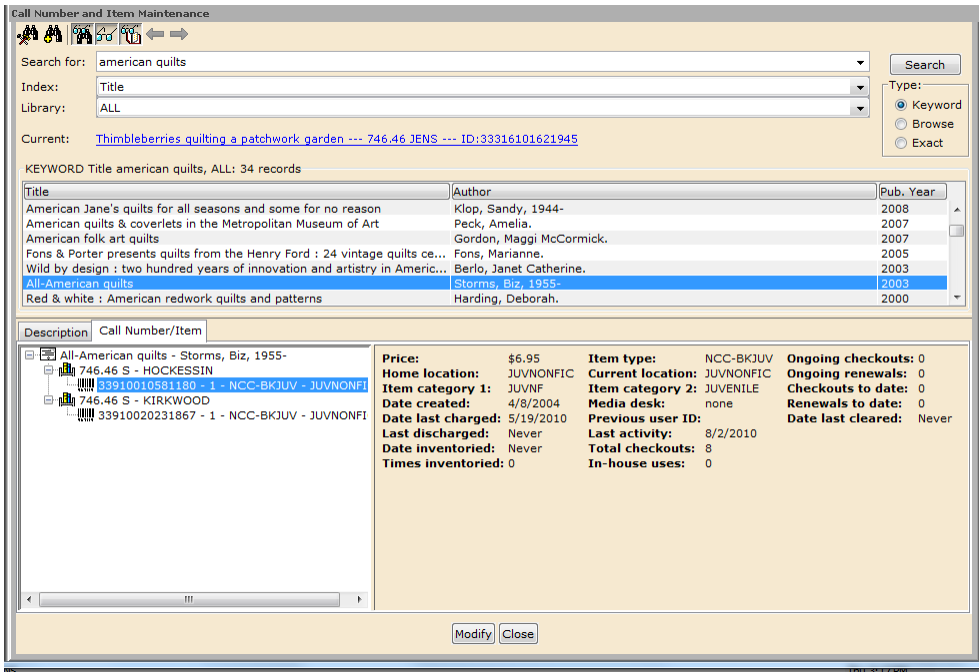 Call Number and Item Maintenance
Search for: american quilts Search
Index: Title Type:
Library: ALL Keyword
Browse
Exact
Current: Thimbleberries quilting a patchwork garden --- 746.46 JENS --- ID:33316101621945
KEYWORD Title american quilts, ALL: 34 records
Title Author Pub. Year
American Jane's quilts for all seasons and some for no reason Klop, Sandy, 1944- 2008
American quilts & coverlets in the Metropolitan Museum of Art Peck, Amelia. 2007
American folk art quilts Gordon, Maggi McCormick. 2007
Fons & Porter presents quilts from the Henry Ford : 24 vintage quilts ce... Fons, Marianne. 2005
Wild by design : two hundred years of innovation and artistry in Americ... Berlo, Janet Catherine. 2003
All-American quilts Storms, Biz, 1955- 2003
Red & white : American redwork quilts and patterns Harding, Deborah. 2000
Description Call Number/Item
All-American quilts - Storms, Biz, 1955-
746.46 S - HOCKESSIN
33910010581180 - 1 - NCC-BKJUV - JUVNONFI
746.46 S - KIRKWOOD
33910020231867 - 1 - NCC-BKJUV - JUVNONFI
Price: $6.95 Item type: NCC-BKJUV Ongoing checkouts: 0
Home location: JUVNONFIC Current location: JUVNONFIC Ongoing renewals: 0
Item category 1: JUVNF Item category 2: JUVENILE Checkouts to date: 0
Date created: 4/8/2004 Media desk: none Renewals to date: 0
Date last charged: 5/19/2010 Previous user ID: Date last cleared: Never
Last discharged: Never Last activity: 8/2/2010
Date inventoried: Never Total checkouts: 8
Times inventoried: 0 In-house uses: 0
Modify Close